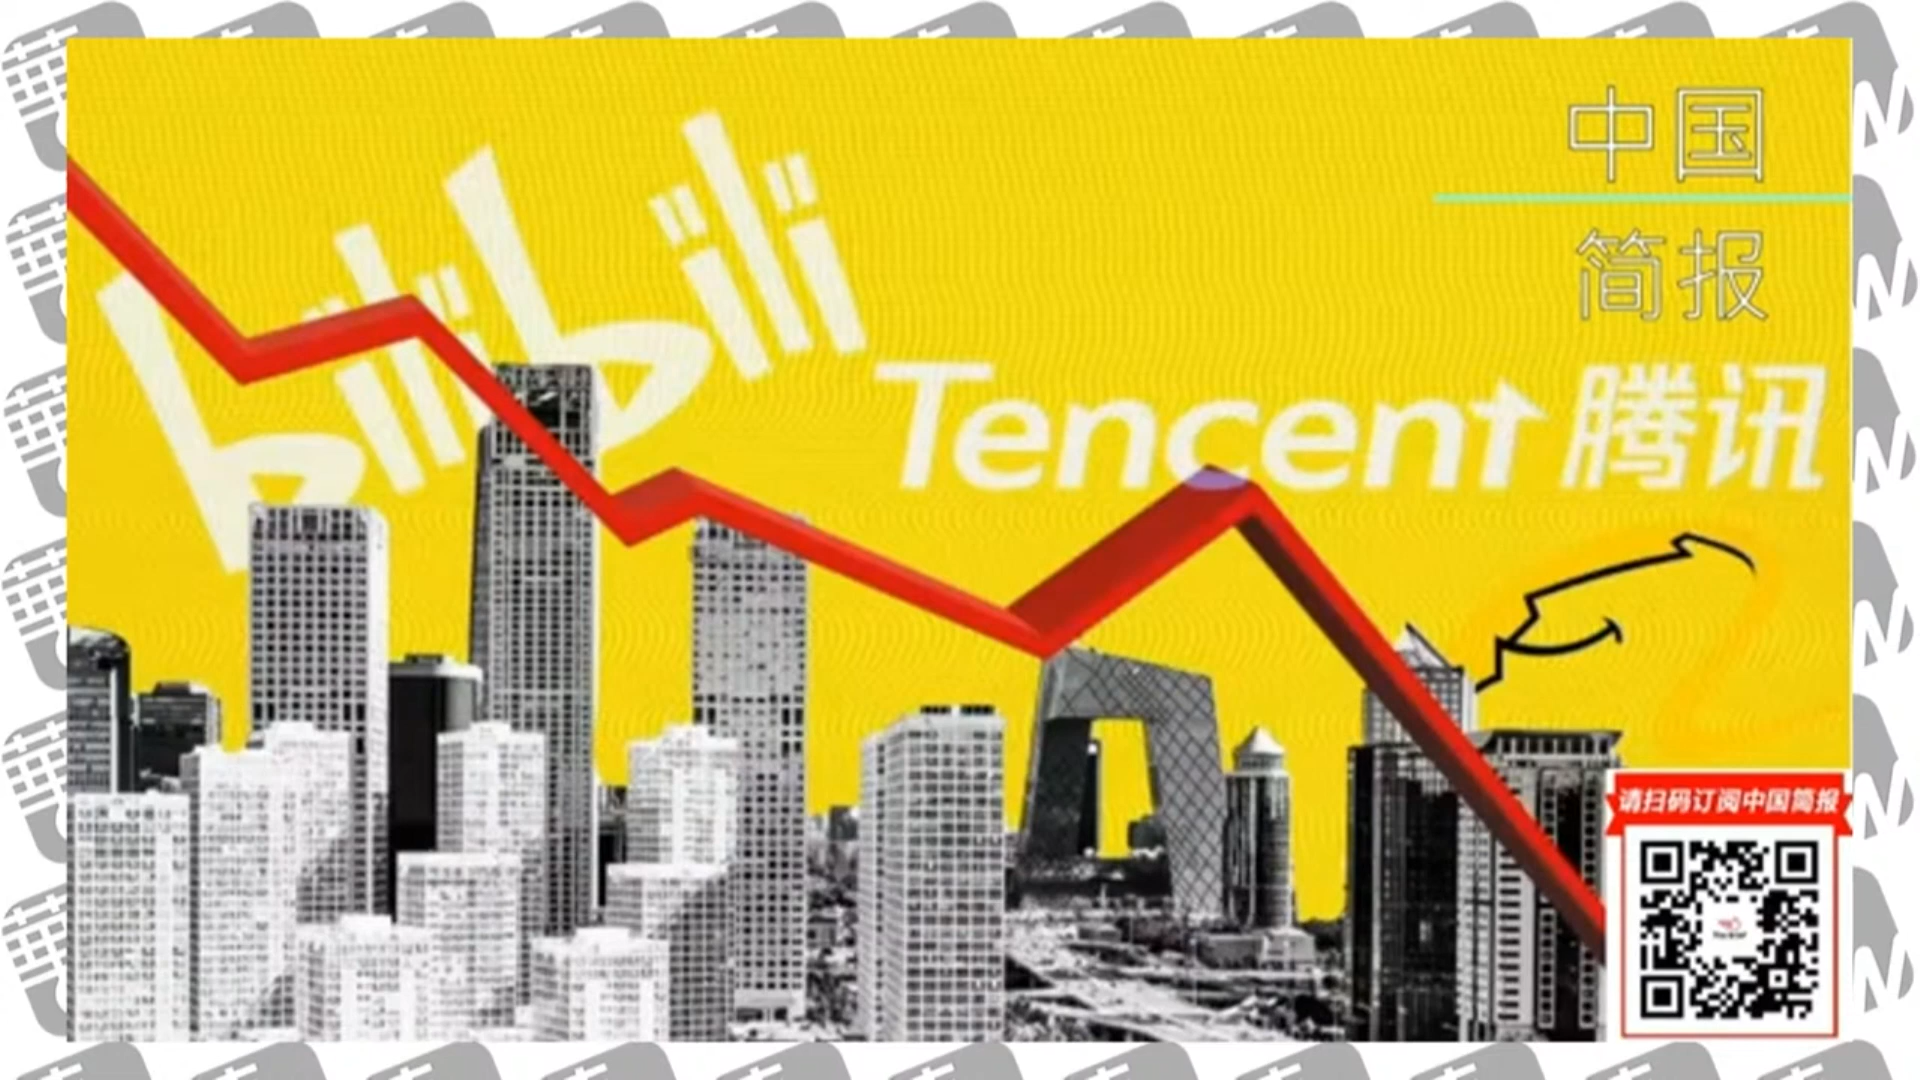 中国
简报
bilibili
Tencent 腾讯
请扫码订阅中国简报